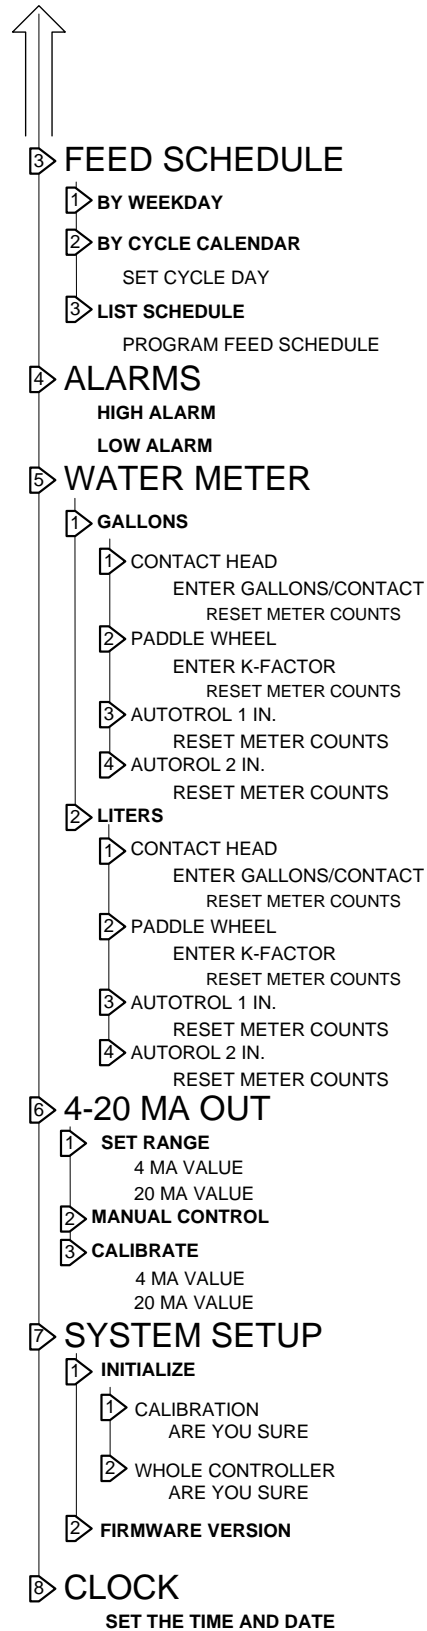 3 FEED SCHEDULE
1 BY WEEKDAY
2 BY CYCLE CALENDAR
SET CYCLE DAY
3 LIST SCHEDULE
PROGRAM FEED SCHEDULE
4 ALARMS
HIGH ALARM
LOW ALARM
5 WATER METER
1 GALLONS
1 CONTACT HEAD
ENTER GALLONS/CONTACT
RESET METER COUNTS
2 PADDLE WHEEL
ENTER K-FACTOR
RESET METER COUNTS
3 AUTOTROL 1 IN.
RESET METER COUNTS
4 AUTOROL 2 IN.
RESET METER COUNTS
2 LITERS
1 CONTACT HEAD
ENTER GALLONS/CONTACT
RESET METER COUNTS
2 PADDLE WHEEL
ENTER K-FACTOR
RESET METER COUNTS
3 AUTOTROL 1 IN.
RESET METER COUNTS
4 AUTOROL 2 IN.
RESET METER COUNTS
6 4-20 MA OUT
1 SET RANGE
4 MA VALUE
20 MA VALUE
2 MANUAL CONTROL
3 CALIBRATE
4 MA VALUE
20 MA VALUE
7 SYSTEM SETUP
1 INITIALIZE
1 CALIBRATION
ARE YOU SURE
2 WHOLE CONTROLLER
ARE YOU SURE
2 FIRMWARE VERSION
8 CLOCK
SET THE TIME AND DATE